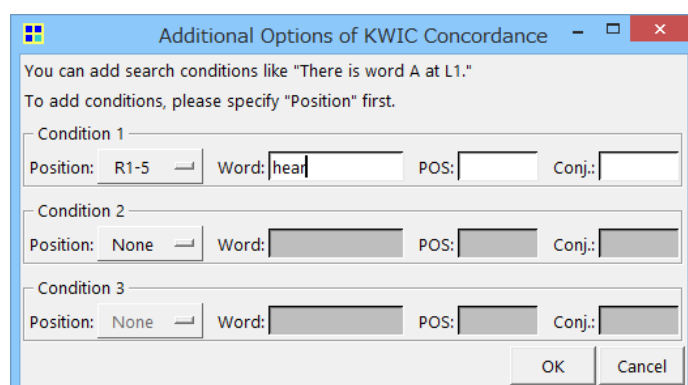 Additional Options of KWIC Concordance
You can add search conditions like "There is word A at L1."
To add conditions, please specify "Position" first.
Condition 1
Position: R1-5 Word: hear POS: Conj.:
Condition 2
Position: None Word: POS: Conj.:
Condition 3
Position: None Word: POS: Conj.:
OK Cancel